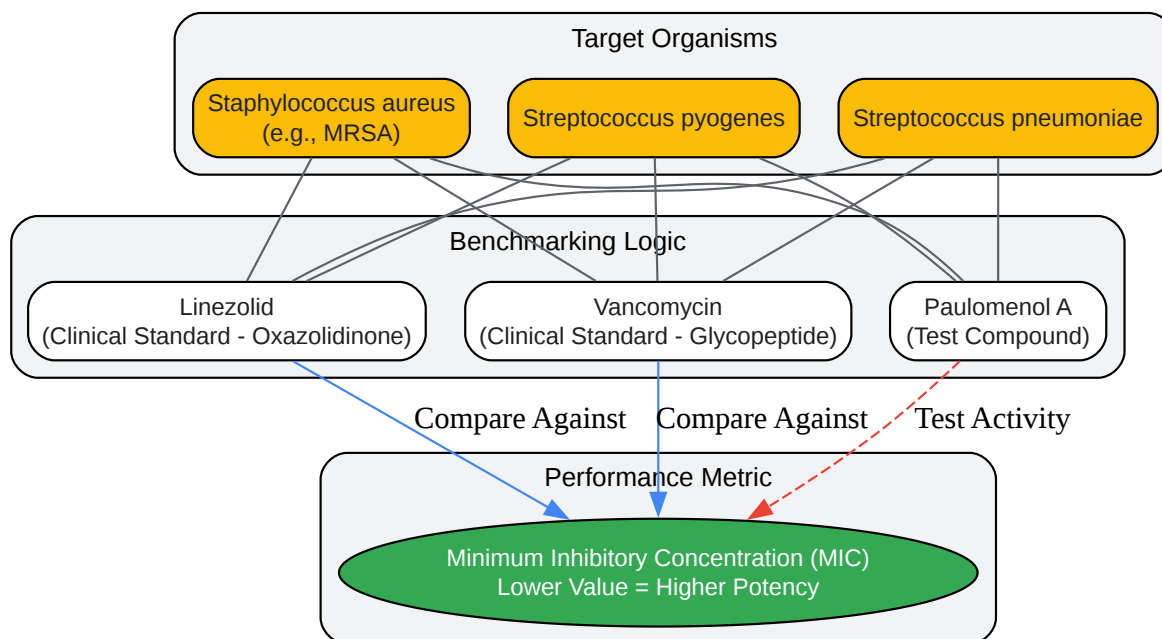 Target Organisms
Staphylococcus aureus
(e.g., MRSA)
Streptococcus pyogenes
Streptococcus pneumoniae
Benchmarking Logic
Linezolid
(Clinical Standard - Oxazolidinone)
Vancomycin
(Clinical Standard - Glycopeptide)
Paulomenol A
(Test Compound)
Compare Against
Compare Against
Test Activity
Performance Metric
Minimum Inhibitory Concentration (MIC)
Lower Value = Higher Potency